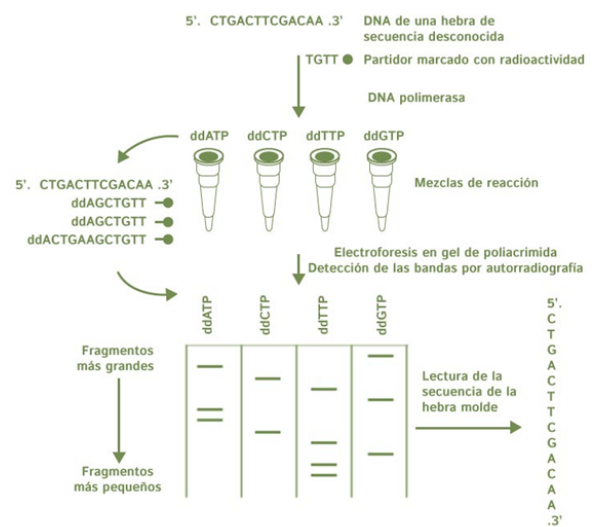 5'. CTGACTTCGACAA .3'
DNA de una hebra de
secuencia desconocida
TGTT
Partidor marcado con radioactividad
DNA polimerasa
ddATP ddCTP ddTTP ddGTP
Mezclas de reacción
5'. CTGACTTCGACAA .3'
ddAGCTGTT
ddAGCTGTT
ddACTGAAGCTGTT
Electroforesis en gel de poliacrimida
Detección de las bandas por autorradiografía
ddATP
ddCTP
ddTTP
ddGTP
Fragmentos
más grandes
Fragmentos
más pequeños
Lectura de la
secuencia de la
hebra molde
5'.
C
T
G
A
C
T
T
C
G
A
C
A
A
.3'